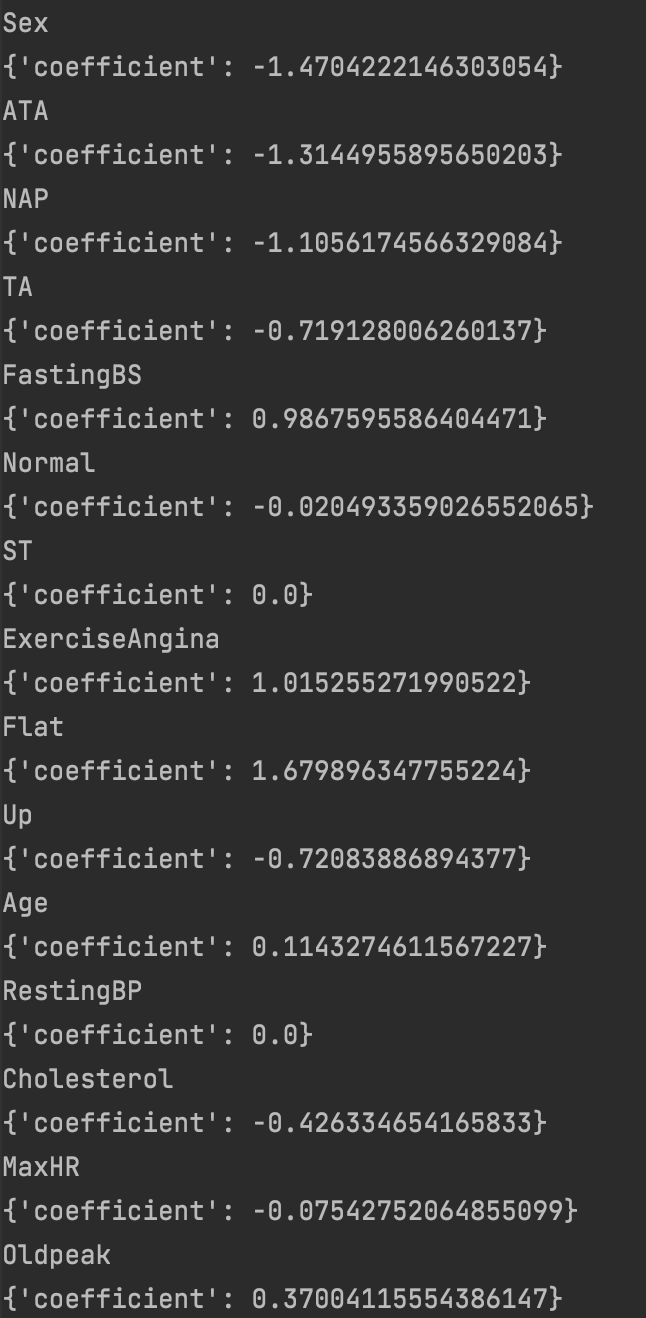 Sex
{'coefficient': -1.4704222146303054}
ATA
{'coefficient': -1.3144955895650203}
NAP
{'coefficient': -1.1056174566329084}
TA
{'coefficient': -0.719128006260137}
FastingBS
{'coefficient': 0.9867595586404471}
Normal
{'coefficient': -0.020493359026552065}
ST
{'coefficient': 0.0}
ExerciseAngina
{'coefficient': 1.015255271990522}
Flat
{'coefficient': 1.679896347755224}
Up
{'coefficient': -0.72083886894377}
Age
{'coefficient': 0.1143274611567227}
RestingBP
{'coefficient': 0.0}
Cholesterol
{'coefficient': -0.426334654165833}
MaxHR
{'coefficient': -0.07542752064855099}
Oldpeak
{'coefficient': 0.37004115554386147}